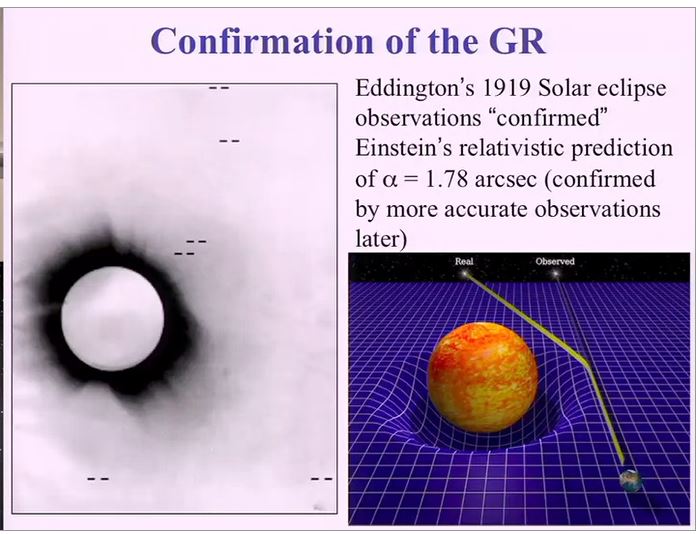 Confirmation of the GR
Eddington’s 1919 Solar eclipse
observations “confirmed”
Einstein’s relativistic prediction
of α = 1.78 arcsec (confirmed
by more accurate observations
later)
Real Observed